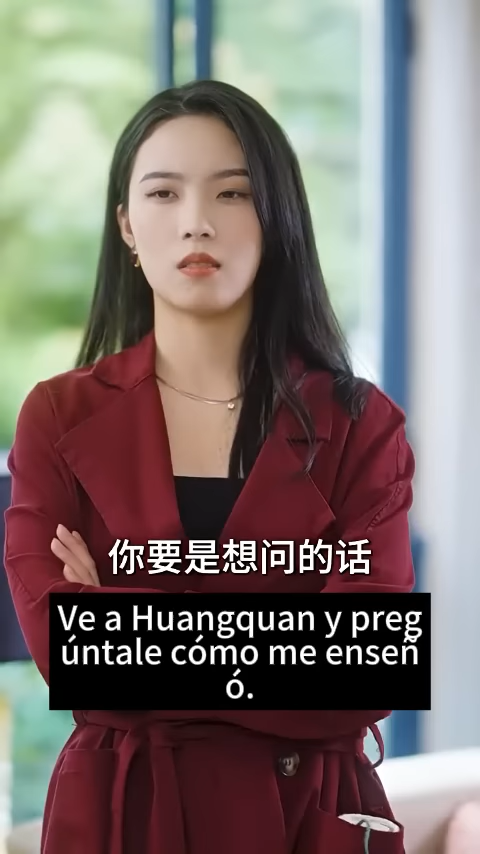 你要是想问的话
Ve a Huangquan y preg
úntale cómo me enseñ
ó.